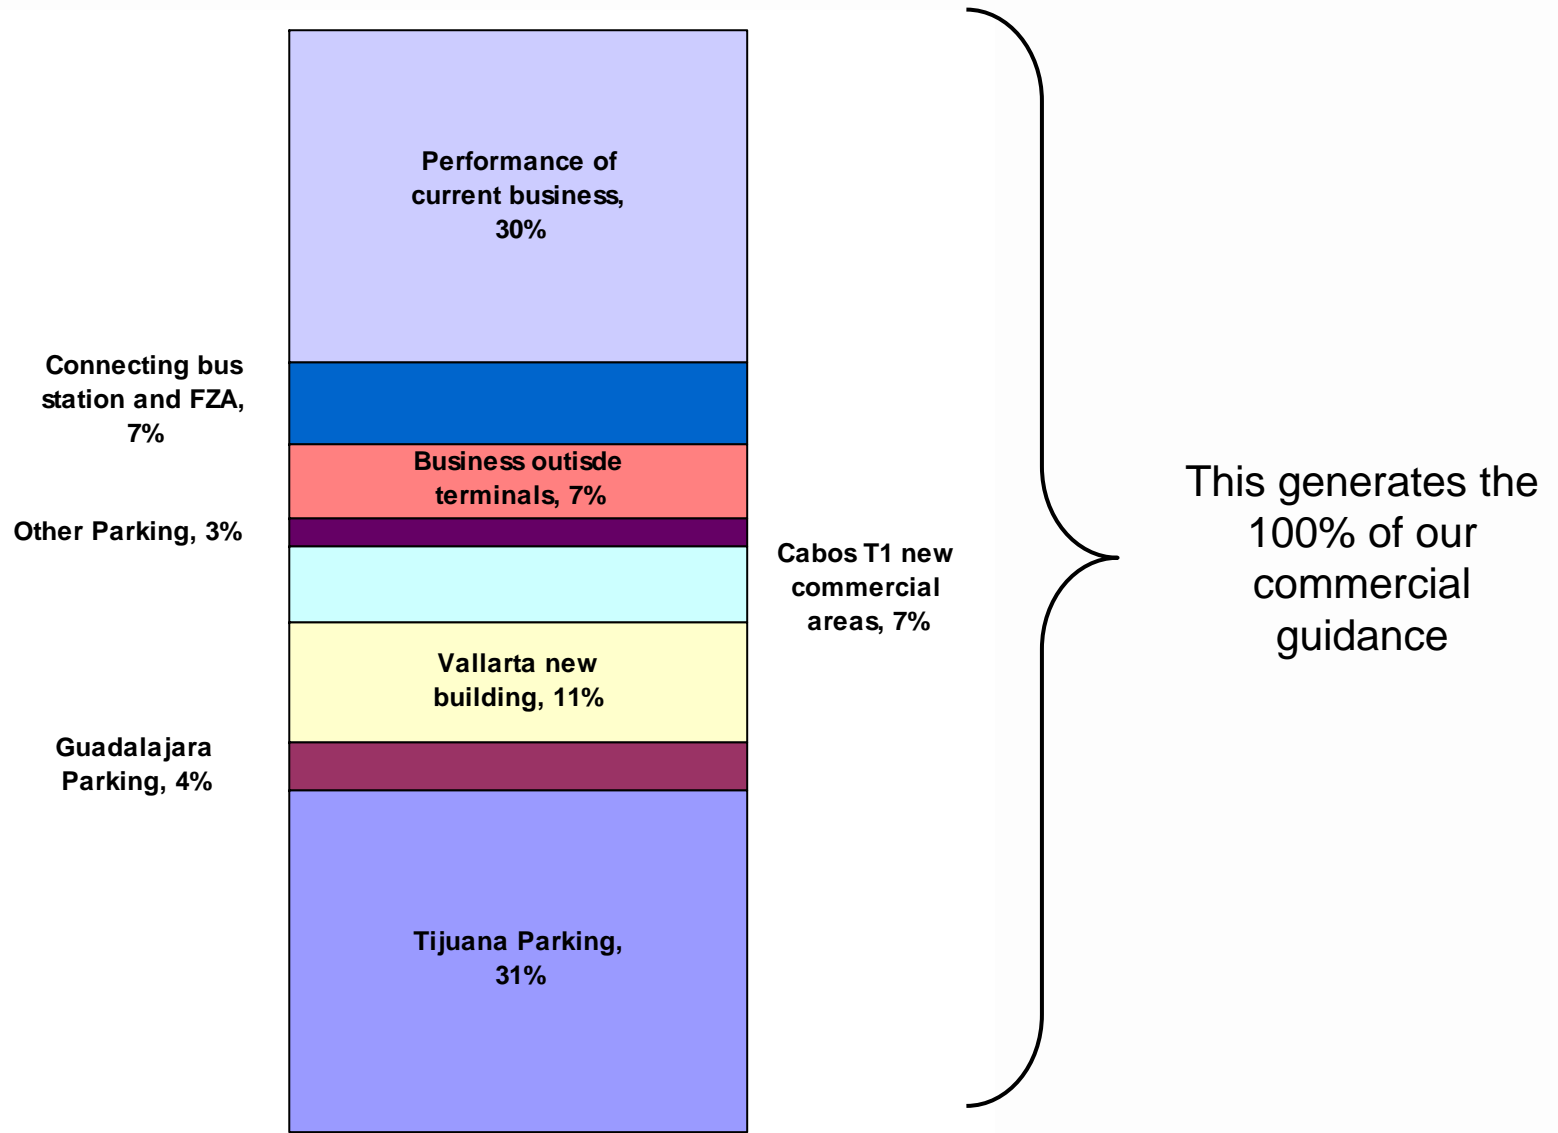 Performance of
current business,
30%
Connecting bus
station and FZA,
7%
Business outisde
terminals, 7%
Other Parking, 3%
Cabos T1 new
commercial
areas, 7%
Vallarta new
building, 11%
Guadalajara
Parking, 4%
Tijuana Parking,
31%
This generates the
100% of our
commercial
guidance